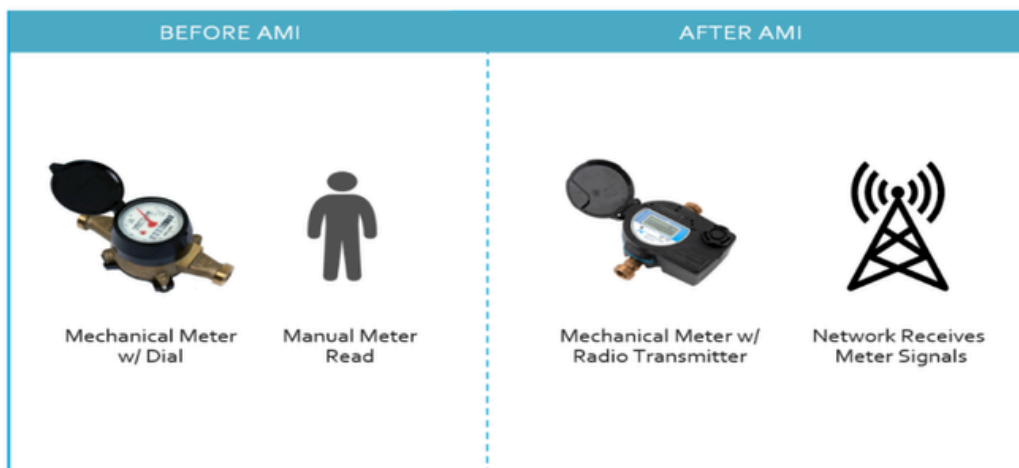 BEFORE AMI
AFTER AMI
Mechanical Meter
w/ Dial
Manual Meter
Read
Mechanical Meter w/
Radio Transmitter
Network Receives
Meter Signals